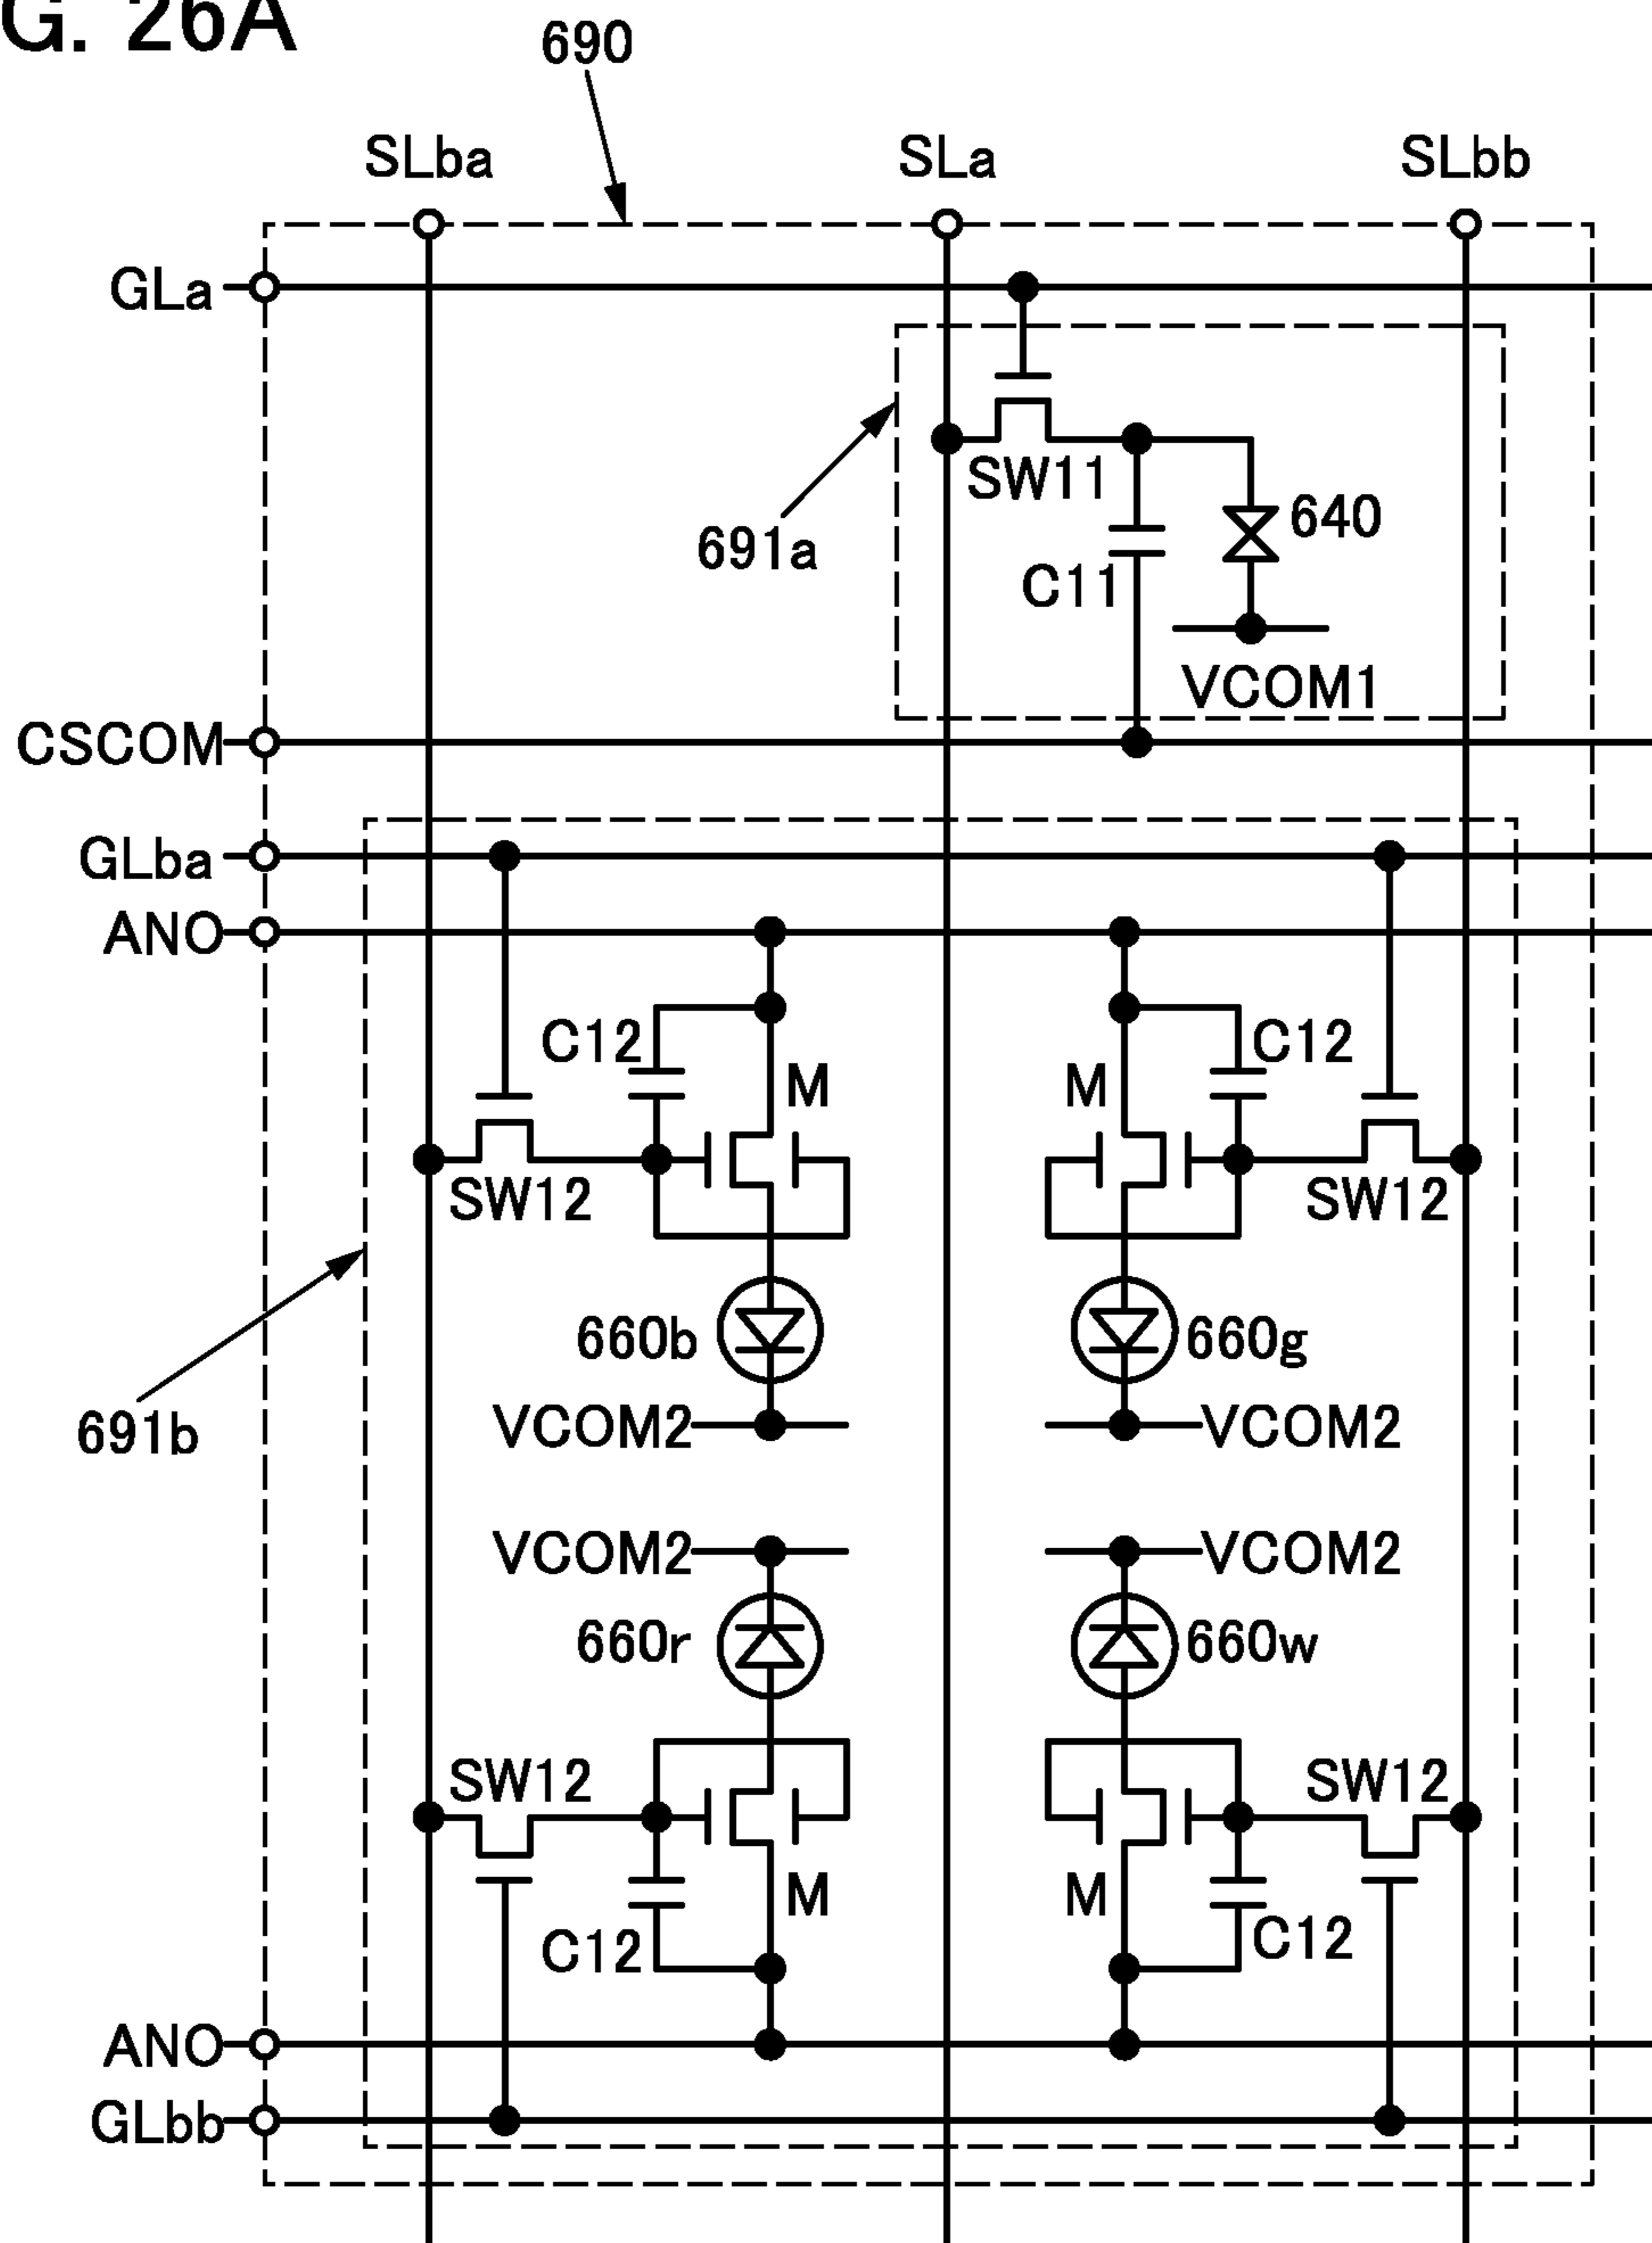 G. 26A
690
SLba SLa SLbb
GLa
SW11
640
691a
C11
VCOM1
CSCOM
GLba
ANO
C12 C12
M M
SW12 SW12
660b 660g
691b
VCOM2 VCOM2
VCOM2 VCOM2
660r 660w
SW12 SW12
M M
C12 C12
ANO
GLbb